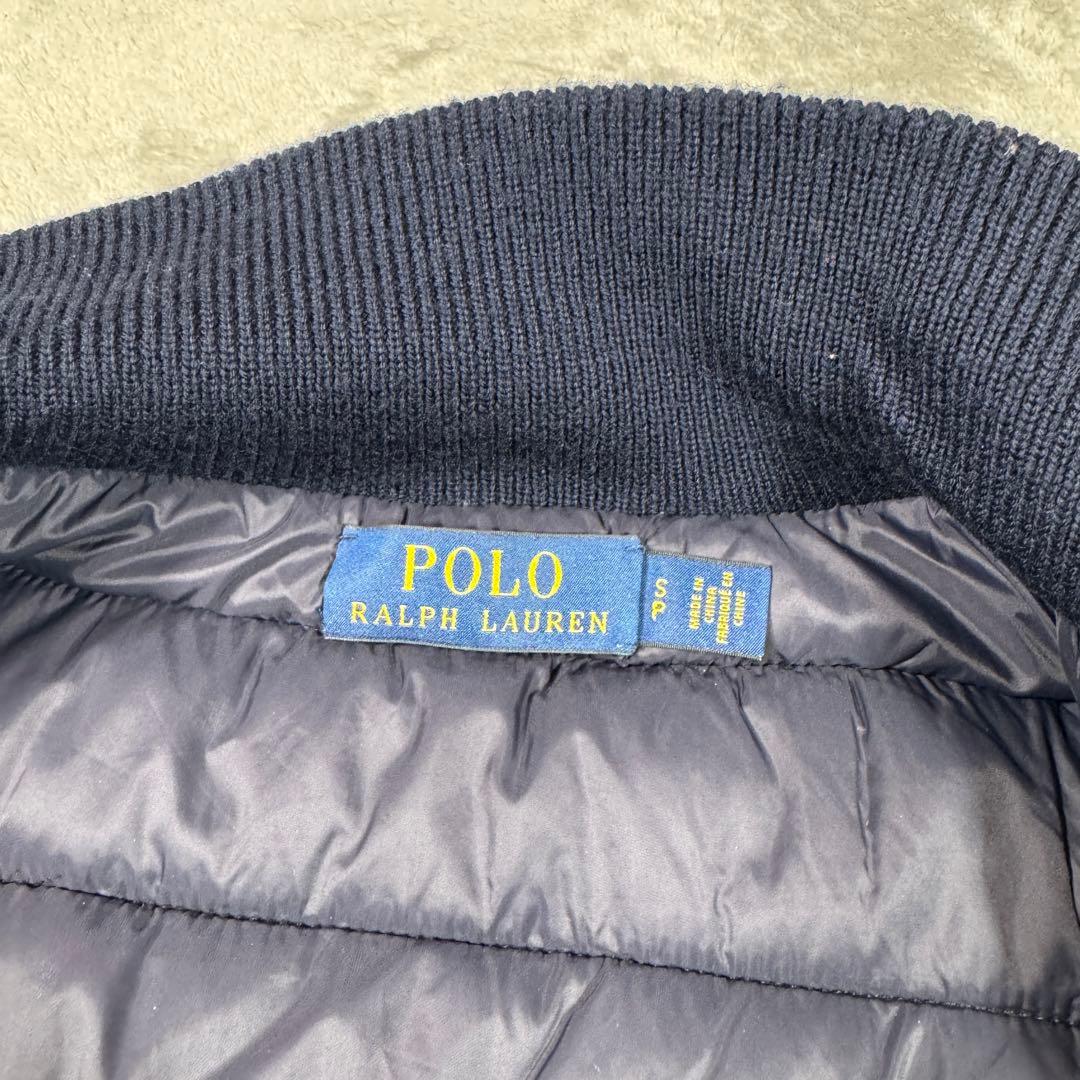 POLO
RALPH LAUREN
S
P
MADE IN
CHINA
FABRIQUÉ EN
CHINE